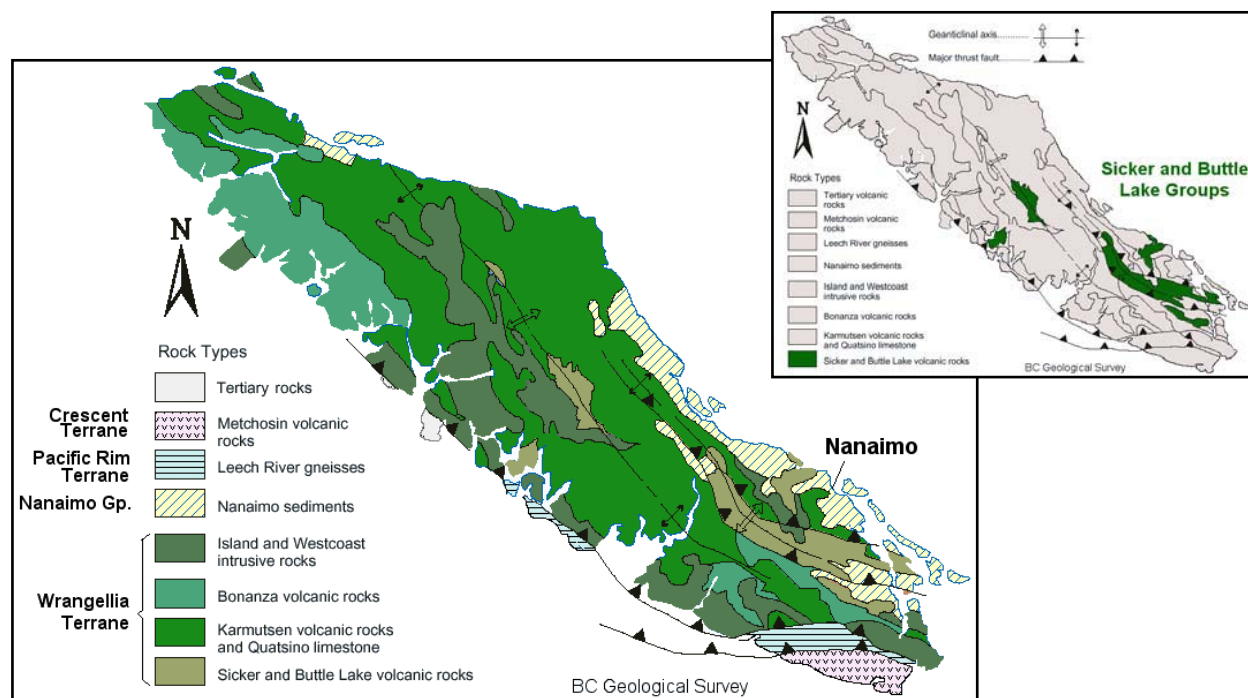 N
Rock Types
Tertiary rocks
Crescent
Terrane
Metchosin volcanic
rocks
Pacific Rim
Terrane
Leech River gneisses
Nanaimo Gp.
Nanaimo sediments
Wrangellia
Terrane
Island and Westcoast
intrusive rocks
Bonanza volcanic rocks
Karmutsen volcanic rocks
and Quatsino limestone
Sicker and Buttle Lake volcanic rocks
Nanaimo
BC Geological Survey
Geanticlinal axis
Major thrust fault
N
Sicker and Buttle
Lake Groups
Rock Types
Tertiary volcanic
rocks
Metchosin volcanic
rocks
Leech River gneisses
Nanaimo sediments
Island and Westcoast
intrusive rocks
Bonanza volcanic rocks
Karmutsen volcanic rocks
and Quatsino limestone
Sicker and Buttle Lake volcanic rocks
BC Geological Survey